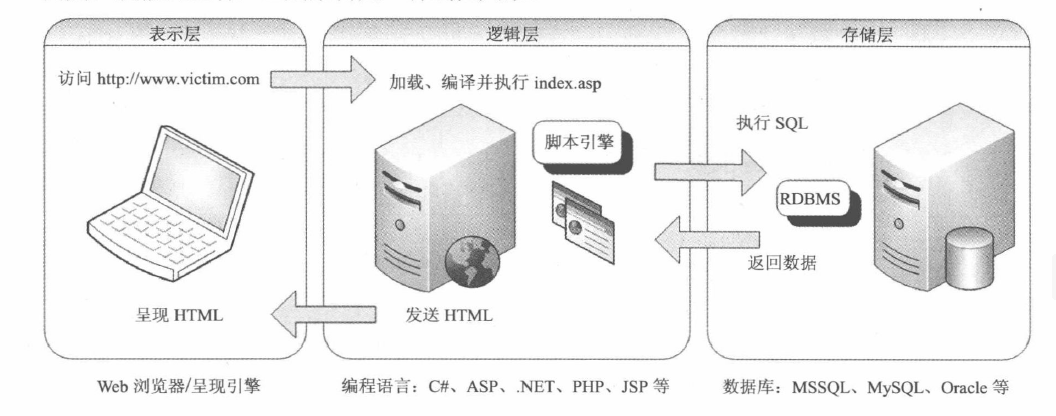 表示层
逻辑层
存储层
访问 http://www.victim.com
加载、编译并执行 index.asp
脚本引擎
执行 SQL
RDBMS
返回数据
呈现 HTML
发送 HTML
Web 浏览器/呈现引擎
编程语言：C#、ASP、.NET、PHP、JSP 等
数据库：MSSQL、MySQL、Oracle 等